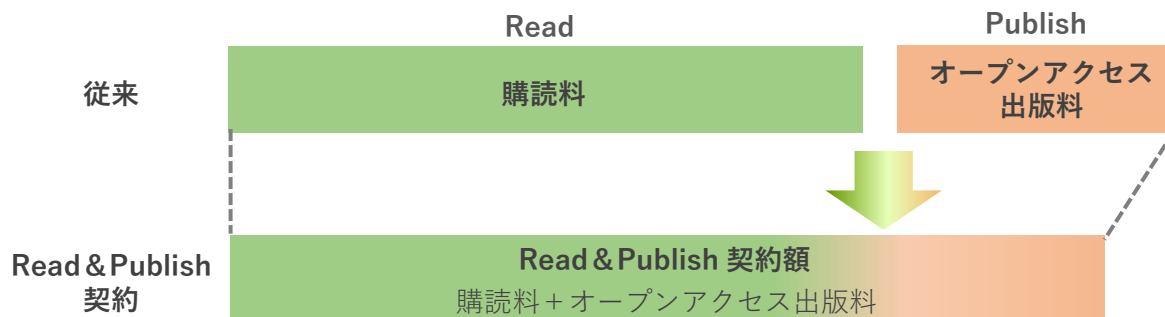 Read
Publish
従来
購読料
オープンアクセス
出版料
Read＆Publish
契約
Read＆Publish 契約額
購読料＋オープンアクセス出版料